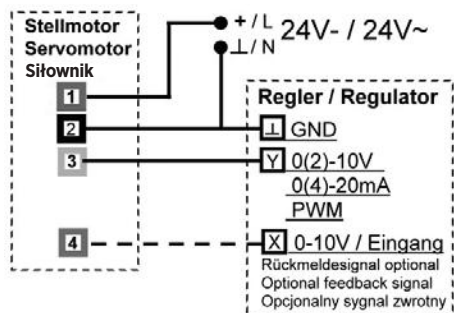 Stellmotor
Servomotor
Siłownik
+ / L
⊥ / N
24V- / 24V~
1
2
3
4
Regler / Regulator
⊥ GND
Y 0(2)-10V
0(4)-20mA
PWM
X 0-10V / Eingang
Rückmeldesignal optional
Optional feedback signal
Opcjonalny sygnał zwrotny